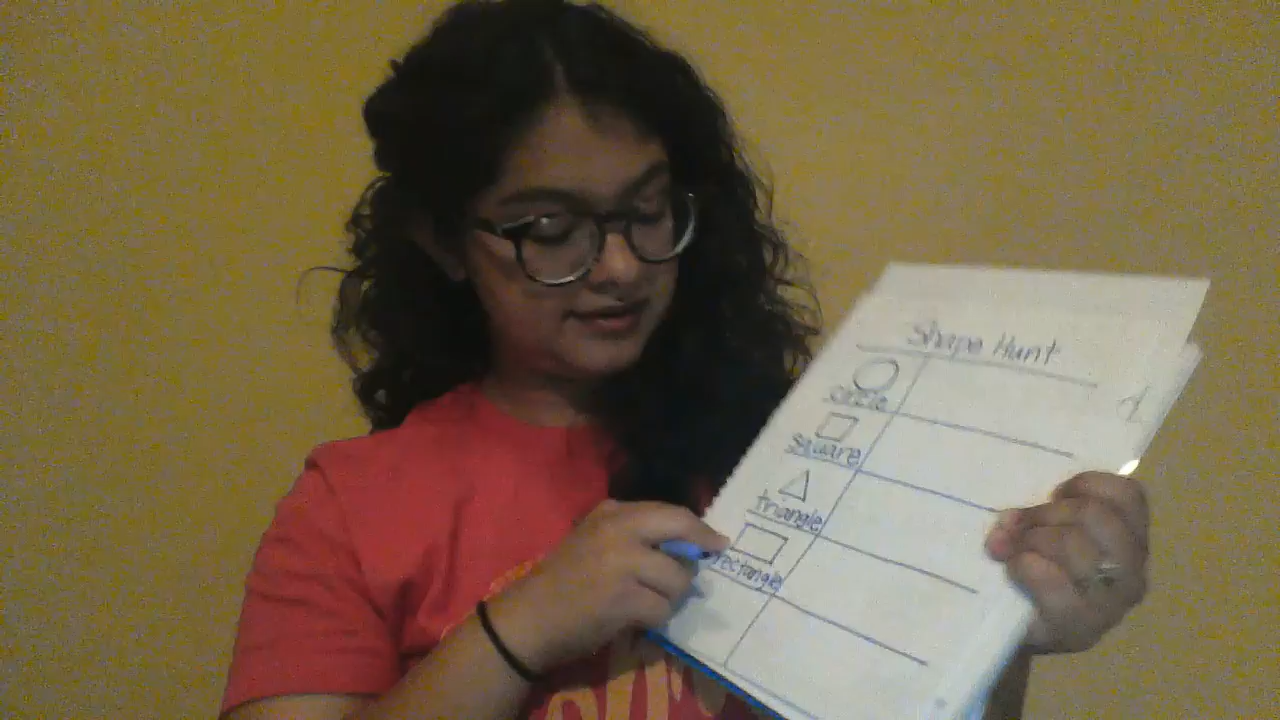 Shape Hunt
circle
square
triangle
rectangle